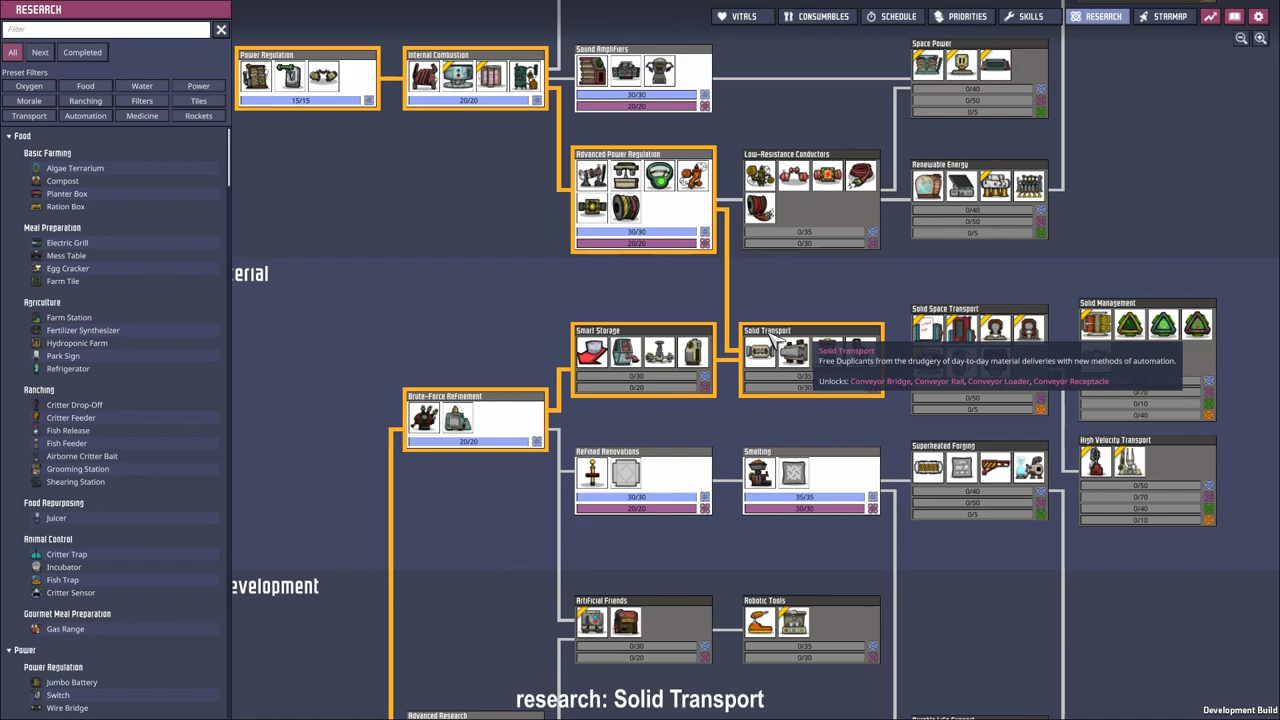 RESEARCH
Filter
VITALS
CONSUMABLES
SCHEDULE
PRIORITIES
SKILLS
RESEARCH
STARMAP
All
Next
Completed
Preset Filters
Oxygen
Food
Water
Power
Morale
Ranching
Filters
Tiles
Transport
Automation
Medicine
Rockets
Food
Basic Farming
Algae Terrarium
Compost
Planter Box
Ration Box
Meal Preparation
Electric Grill
Mess Table
Egg Cracker
Farm Tile
Agriculture
Farm Station
Fertilizer Synthesizer
Hydroponic Farm
Park Sign
Refrigerator
Ranching
Critter Drop-Off
Critter Feeder
Fish Release
Fish Feeder
Airborne Critter Bait
Grooming Station
Shearing Station
Food Repurposing
Juicer
Animal Control
Critter Trap
Incubator
Fish Trap
Critter Sensor
Gourmet Meal Preparation
Gas Range
Power
Power Regulation
Jumbo Battery
Switch
Wire Bridge
Power Regulation
15/15
Internal Combustion
20/20
Sound Amplifiers
30/30
20/20
Space Power
0/40
0/50
0/5
Advanced Power Regulation
30/30
20/20
Low-Resistance Conductors
0/35
0/30
Renewable Energy
0/40
0/50
0/5
terial
Smart Storage
0/30
0/20
Solid Transport
0/35
Solid Space Transport
0/5
Solid Management
0/10
Solid Transport
Free Duplicants from the drudgery of day-to-day material deliveries with new methods of automation.
Unlocks: Conveyor Bridge, Conveyor Rail, Conveyor Loader, Conveyor Receptacle
Brute-Force Refinement
20/20
Refined Renovations
30/30
20/20
Smelting
35/35
30/30
Superheated Forging
0/40
0/50
0/5
High Velocity Transport
0/50
0/70
0/40
0/10
evelopment
Artificial Friends
0/30
0/20
Robotic Tools
0/35
0/30
research: Solid Transport
Advanced Research
Development Build